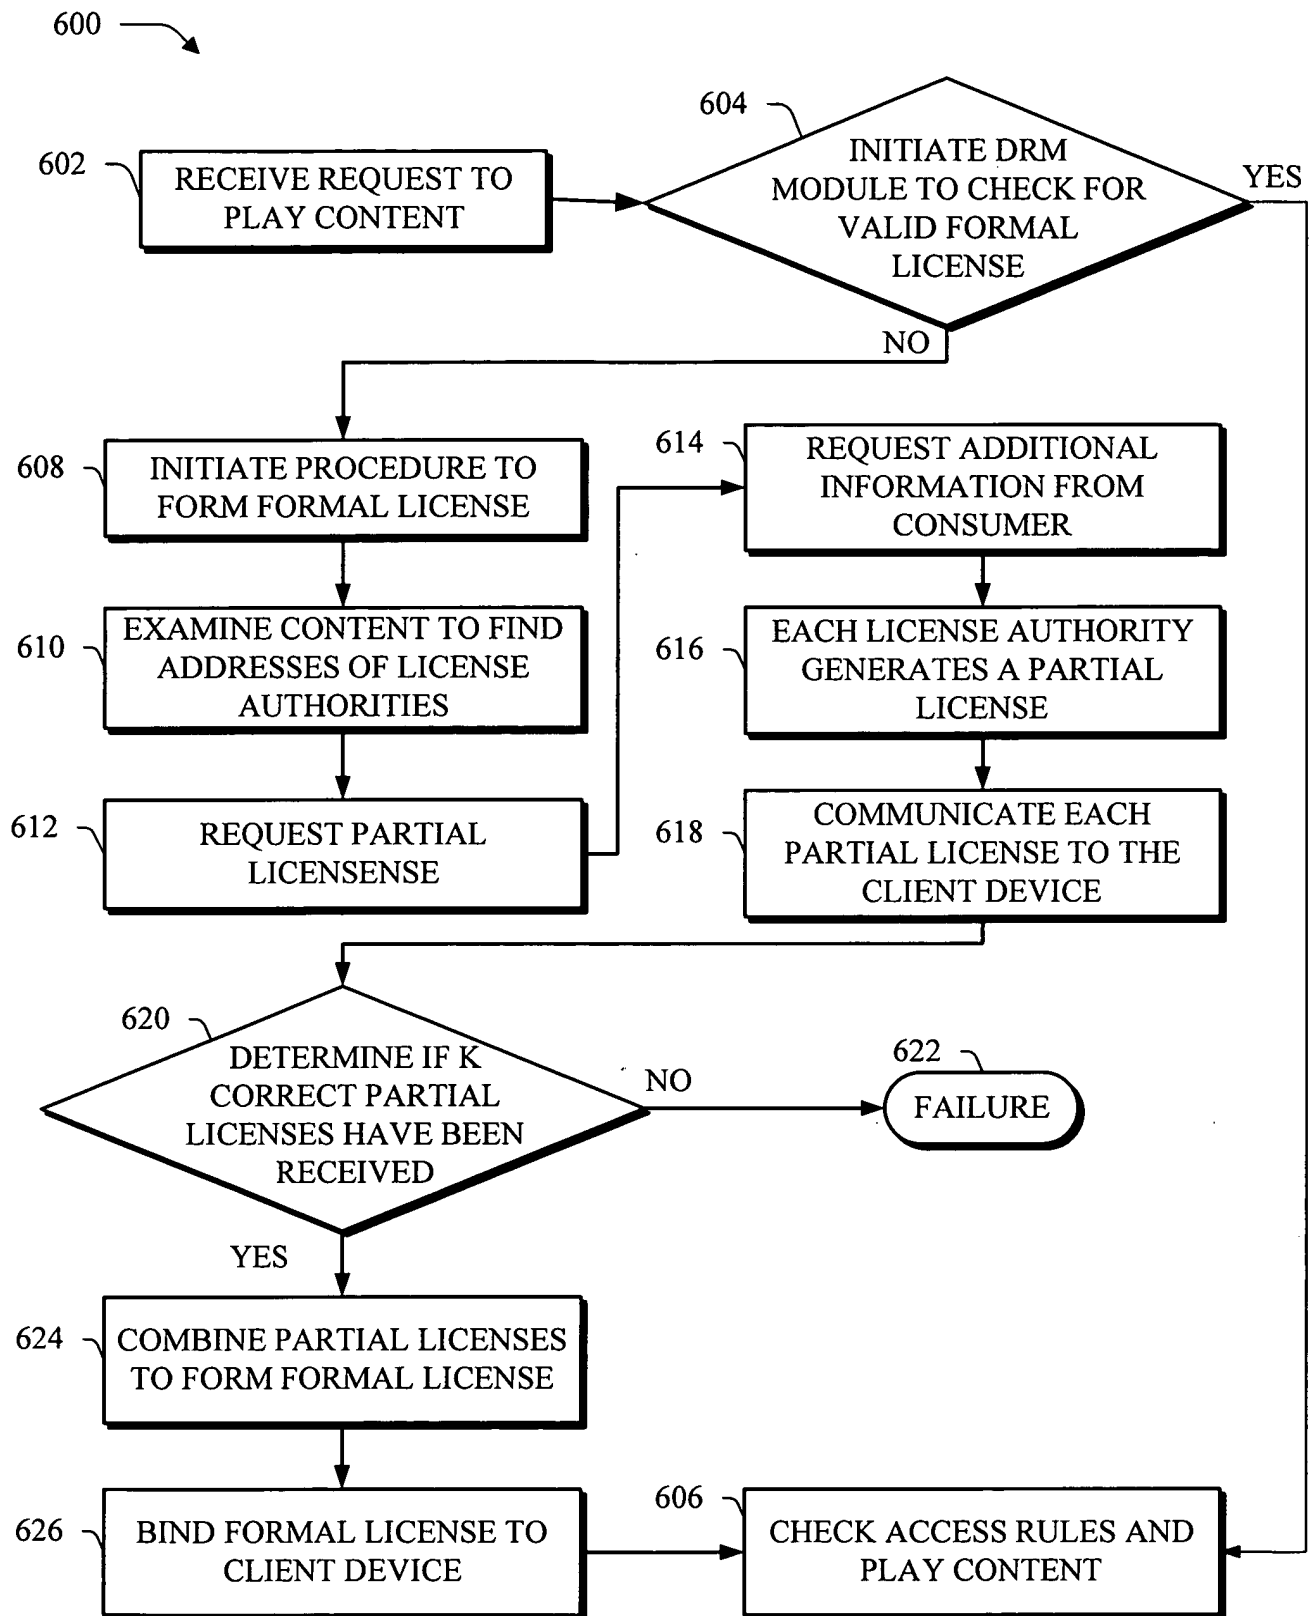 600
602
RECEIVE REQUEST TO
PLAY CONTENT
604
INITIATE DRM
MODULE TO CHECK FOR
VALID FORMAL
LICENSE
YES
NO
608
INITIATE PROCEDURE TO
FORM FORMAL LICENSE
610
EXAMINE CONTENT TO FIND
ADDRESSES OF LICENSE
AUTHORITIES
612
REQUEST PARTIAL
LICENSENSE
614
REQUEST ADDITIONAL
INFORMATION FROM
CONSUMER
616
EACH LICENSE AUTHORITY
GENERATES A PARTIAL
LICENSE
618
COMMUNICATE EACH
PARTIAL LICENSE TO THE
CLIENT DEVICE
620
DETERMINE IF K
CORRECT PARTIAL
LICENSES HAVE BEEN
RECEIVED
NO
622
FAILURE
YES
624
COMBINE PARTIAL LICENSES
TO FORM FORMAL LICENSE
626
BIND FORMAL LICENSE TO
CLIENT DEVICE
606
CHECK ACCESS RULES AND
PLAY CONTENT